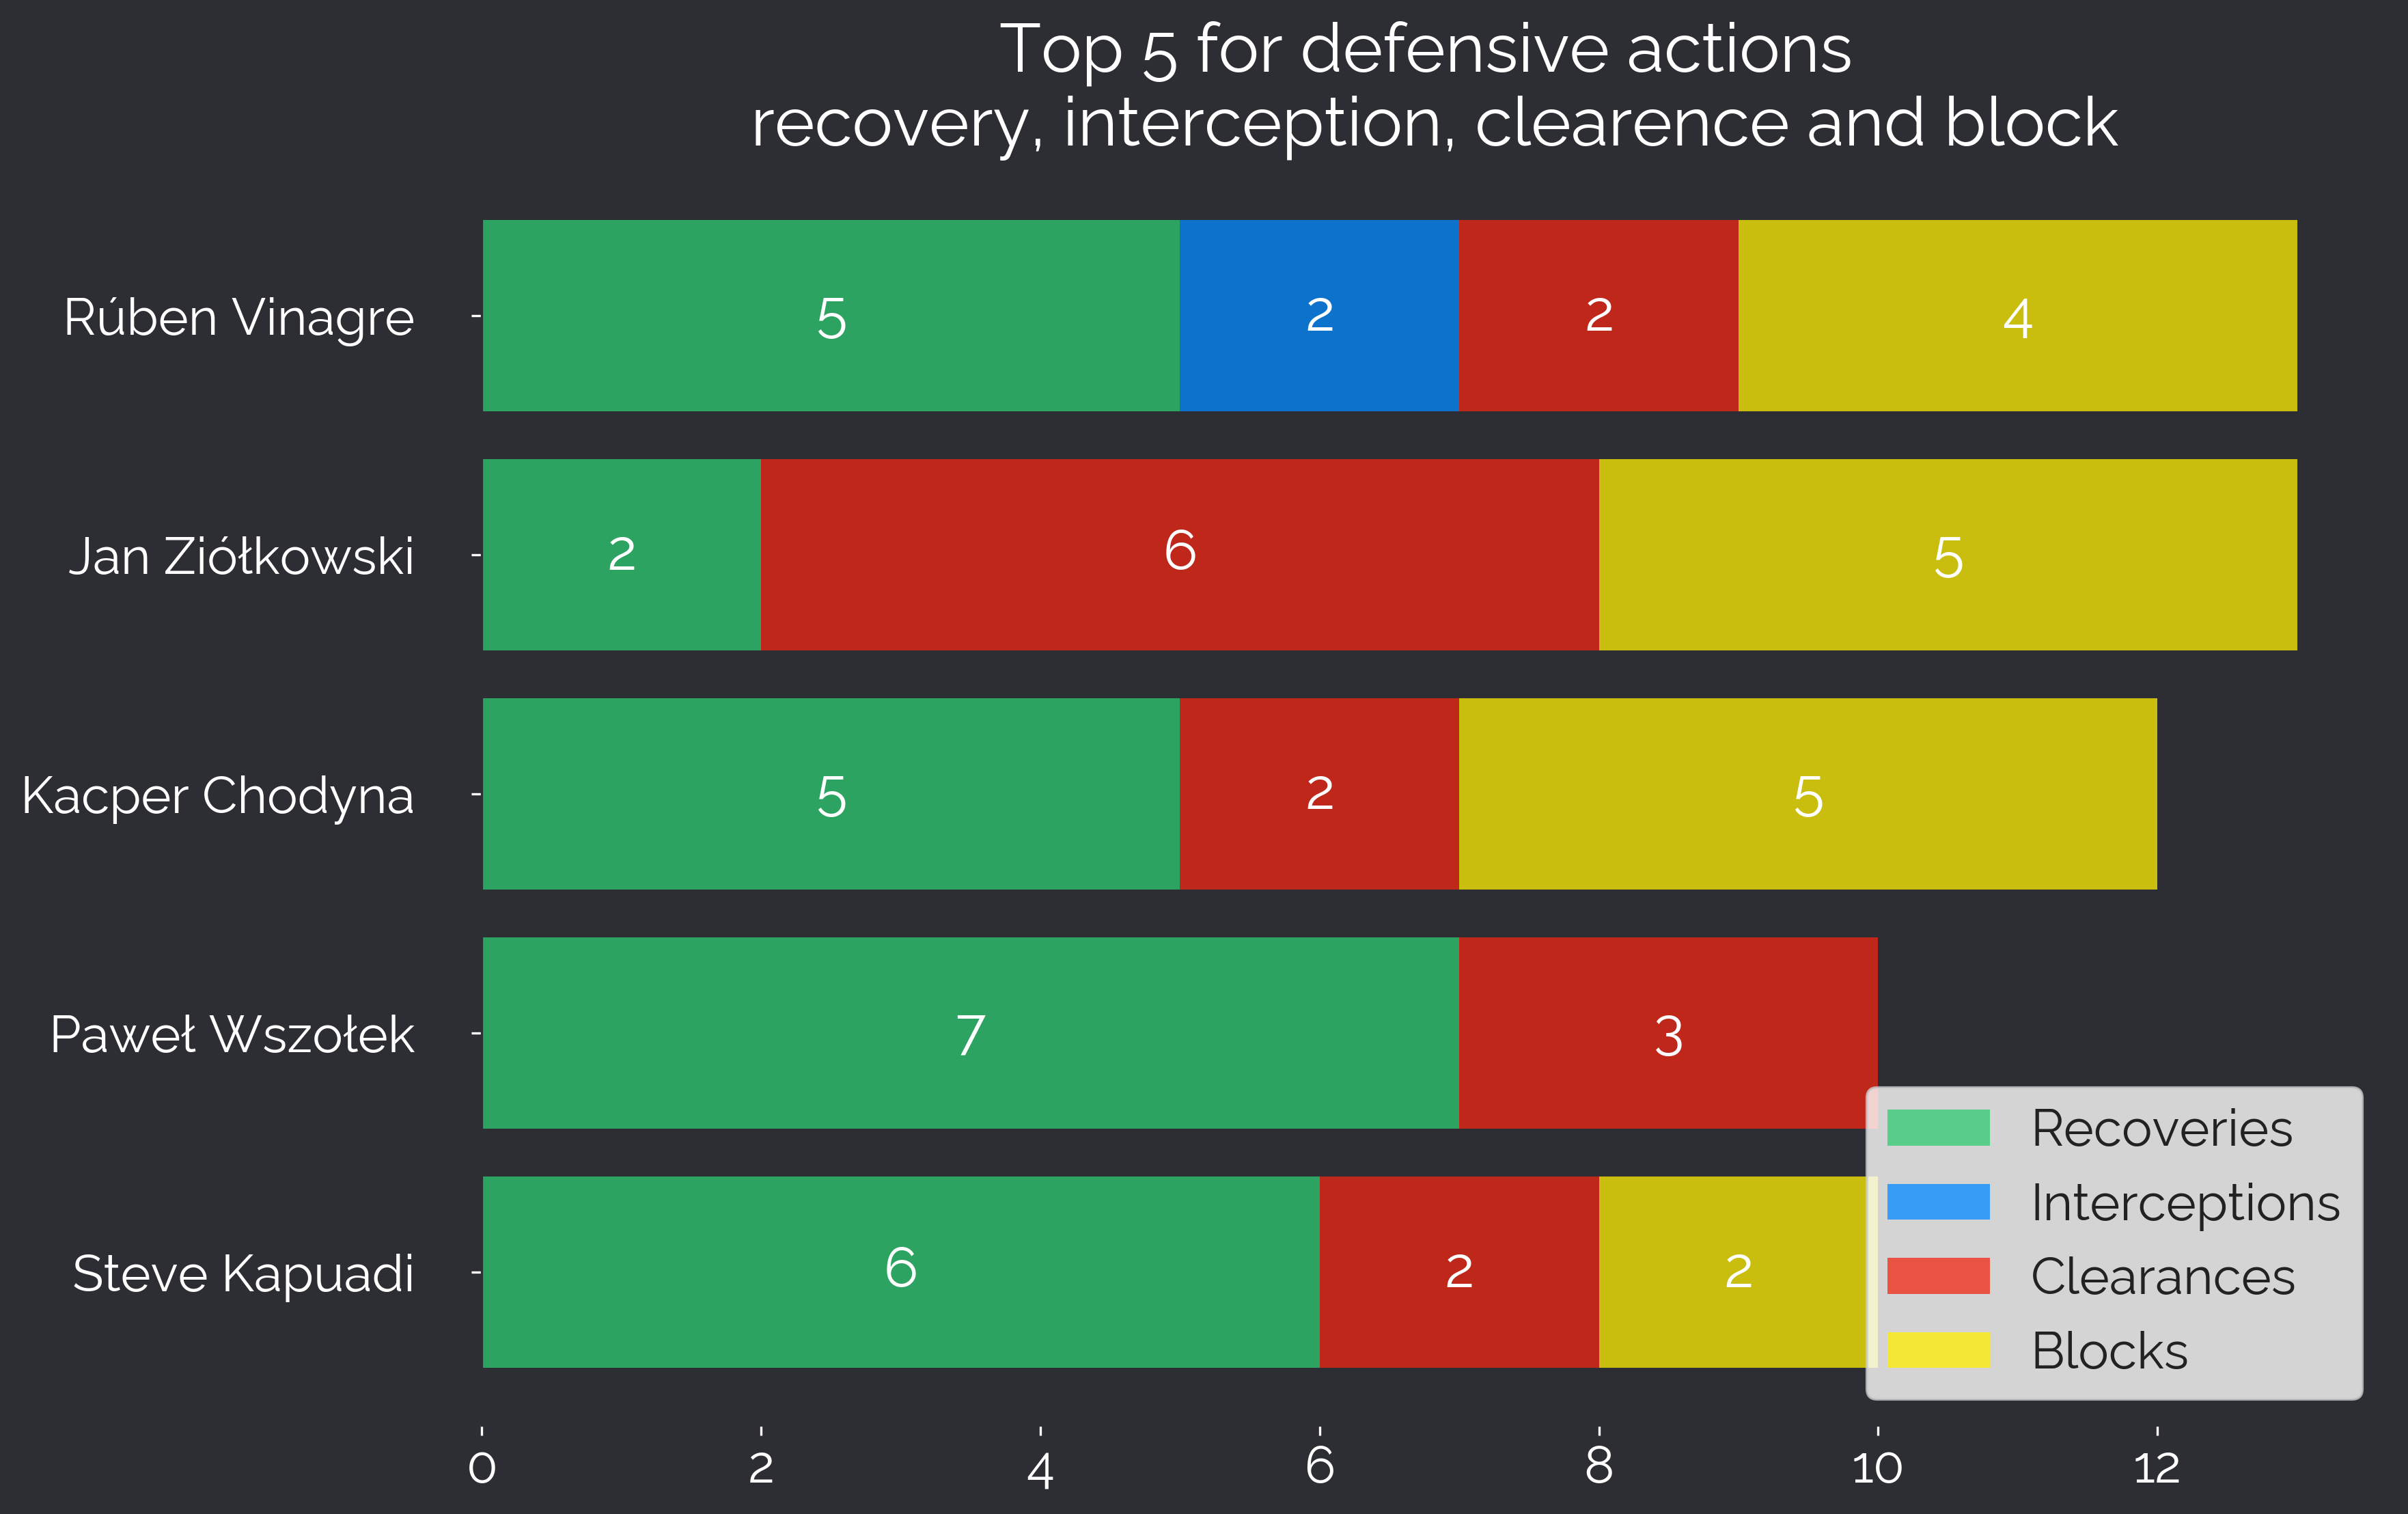 Top 5 for defensive actions
recovery, interception, clearence and block
Rúben Vinagre 5 2 2 4
Jan Ziółkowski 2 6 5
Kacper Chodyna 5 2 5
Paweł Wszołek 7 3
Steve Kapuadi 6 2 2
Recoveries
Interceptions
Clearances
Blocks
0 2 4 6 8 10 12